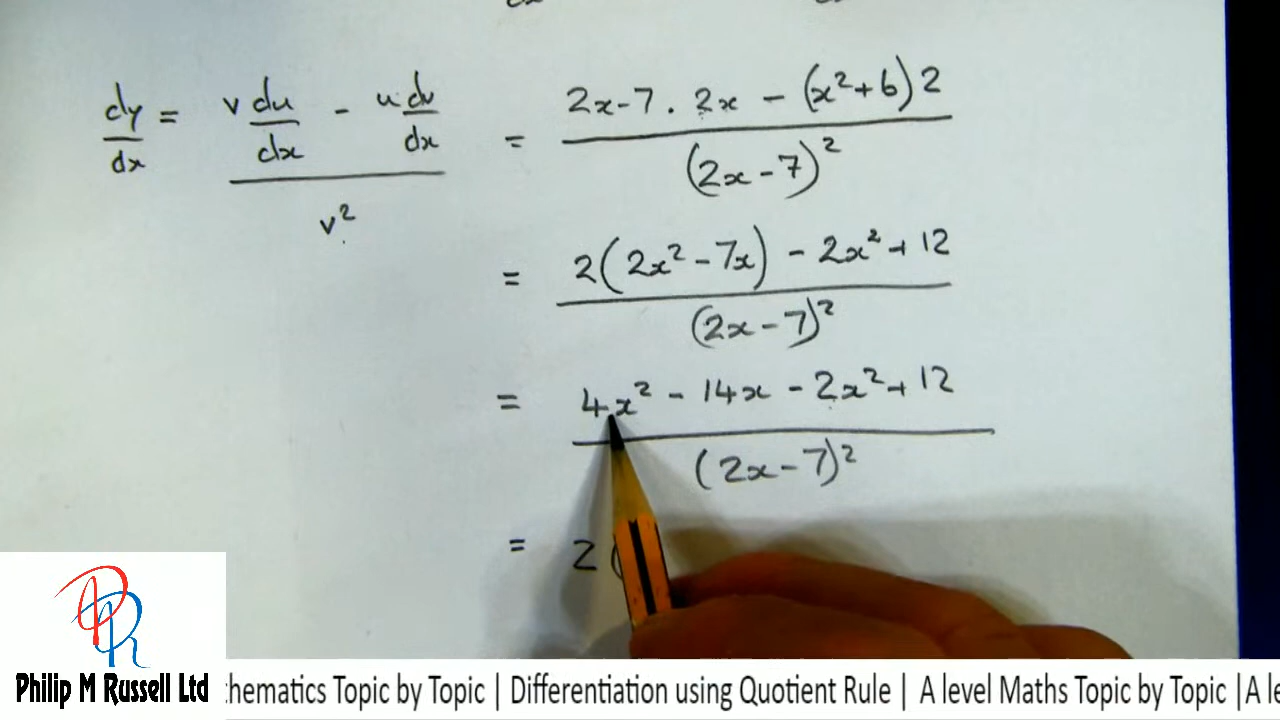 dy/dx = (v du/dx - u dv/dx) / v² = (2x-7 . 2x - (x²+6)2) / (2x-7)²
= (2(2x²-7x) - 2x²+12) / (2x-7)²
= (4x² - 14x - 2x²+12) / (2x-7)²
= 2(
Philip M Russell Ltd
thematics Topic by Topic | Differentiation using Quotient Rule | A level Maths Topic by Topic |A le